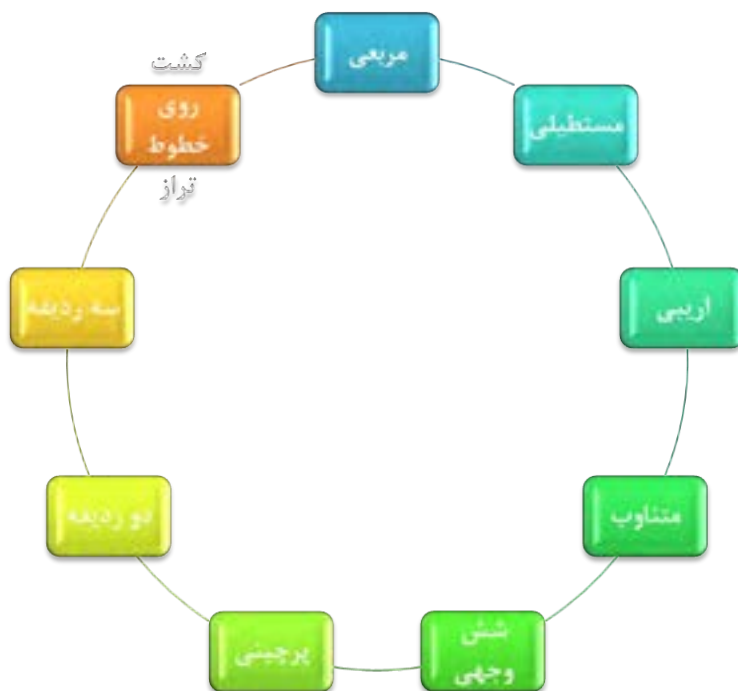 مربعی
مستطیلی
اریبی
متناوب
شش
وجهی
پرچینی
دو ردیفه
سه ردیفه
کشت
روی
خطوط
تراز